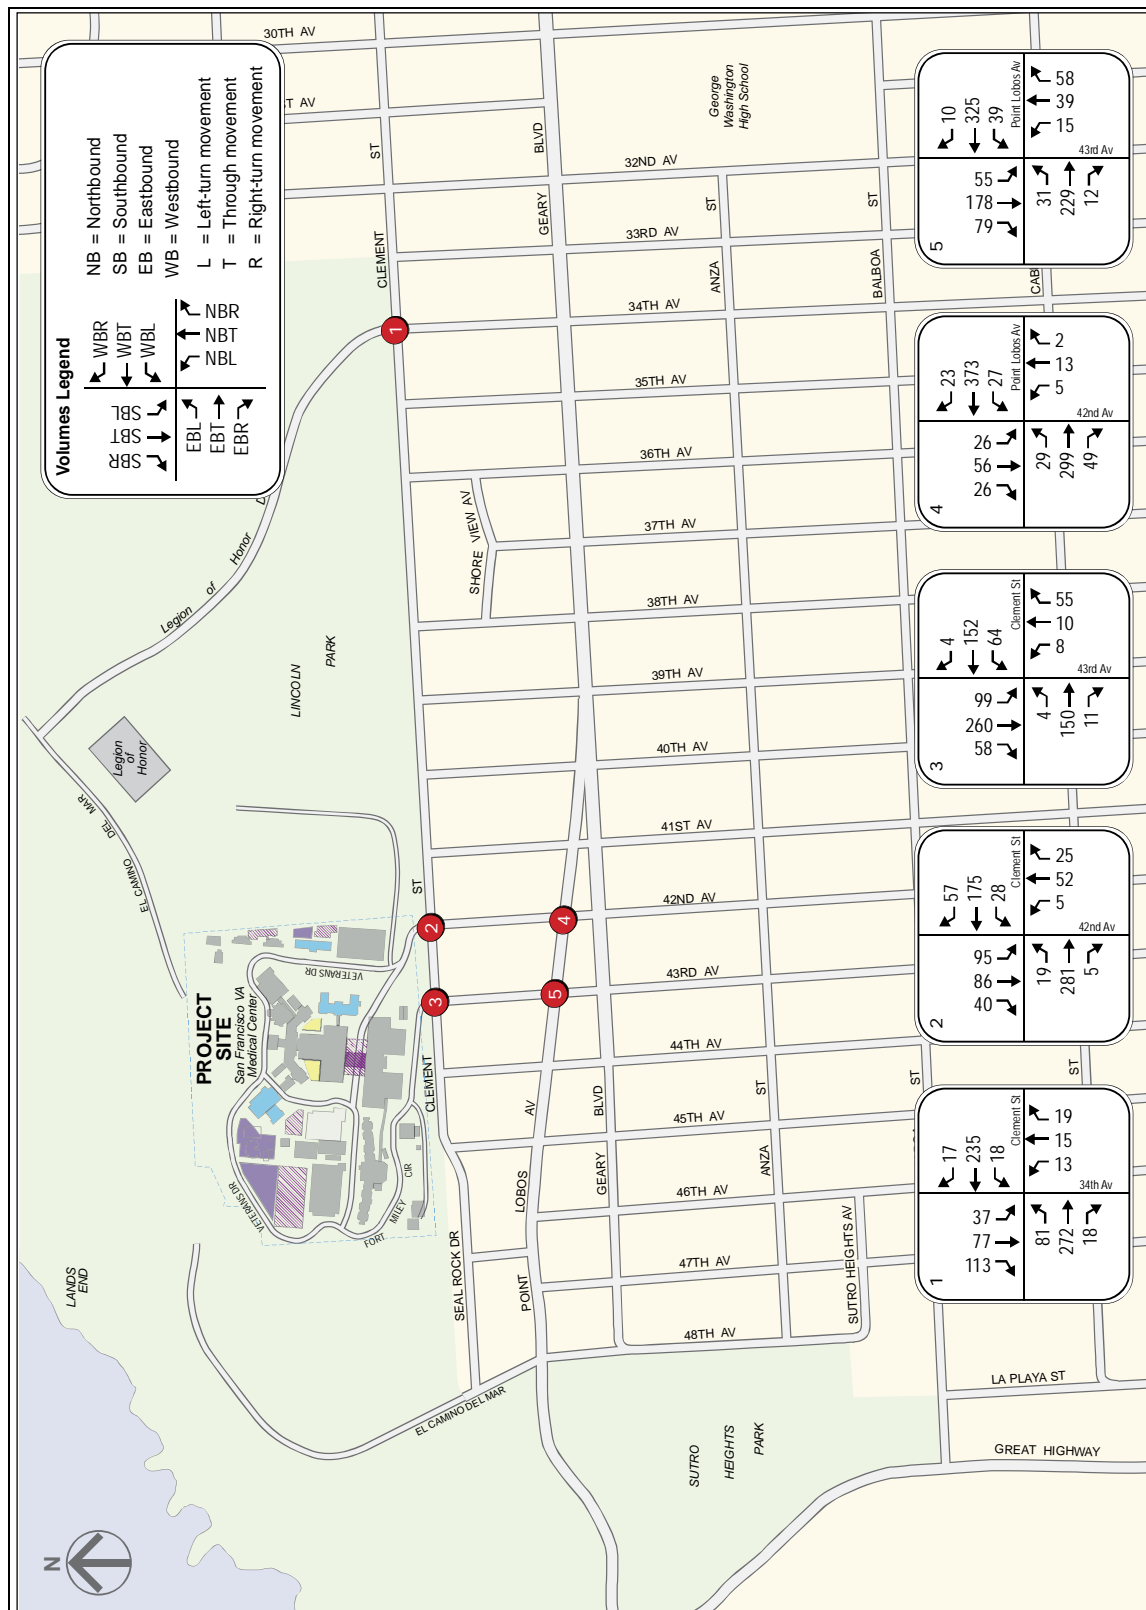 Volumes Legend
SBR
SBT
SBL
WBR
WBT
WBL
EBL
EBT
EBR
NBL
NBT
NBR
NB = Northbound
SB = Southbound
EB = Eastbound
WB = Westbound
L = Left-turn movement
T = Through movement
R = Right-turn movement
N
LANDS
END
PROJECT
SITE
San Francisco VA
Medical Center
VETERANS DR
VETERANS DR
FORT
MILEY
CIR
EL CAMINO
DEL
MAR
Legion
of
Honor
Legion
of
Honor
LINCOLN
PARK
EL CAMINO DEL MAR
SEAL ROCK DR
CLEMENT
ST
CLEMENT
ST
SHORE VIEW AV
POINT
LOBOS
AV
GEARY
BLVD
GEARY
BLVD
ANZA
ST
ANZA
ST
SUTRO HEIGHTS AV
ST
BALBOA
ST
ST
CAB
SUTRO
HEIGHTS
PARK
George
Washington
High School
LA PLAYA ST
GREAT HIGHWAY
48TH AV
47TH AV
46TH AV
45TH AV
44TH AV
43RD AV
42ND AV
41ST AV
40TH AV
39TH AV
38TH AV
37TH AV
36TH AV
35TH AV
34TH AV
33RD AV
32ND AV
T AV
30TH AV
1
2
3
4
5
1
113
77
37
17
235
18
Clement St
81
272
18
34th Av
13
15
19
2
40
86
95
57
175
28
Clement St
19
281
5
42nd Av
5
52
25
3
58
260
99
4
152
64
Clement St
4
150
11
43rd Av
8
10
55
4
26
56
26
23
373
27
Point Lobos Av
29
299
49
42nd Av
5
13
2
5
79
178
55
10
325
39
Point Lobos Av
31
229
12
43rd Av
15
39
58